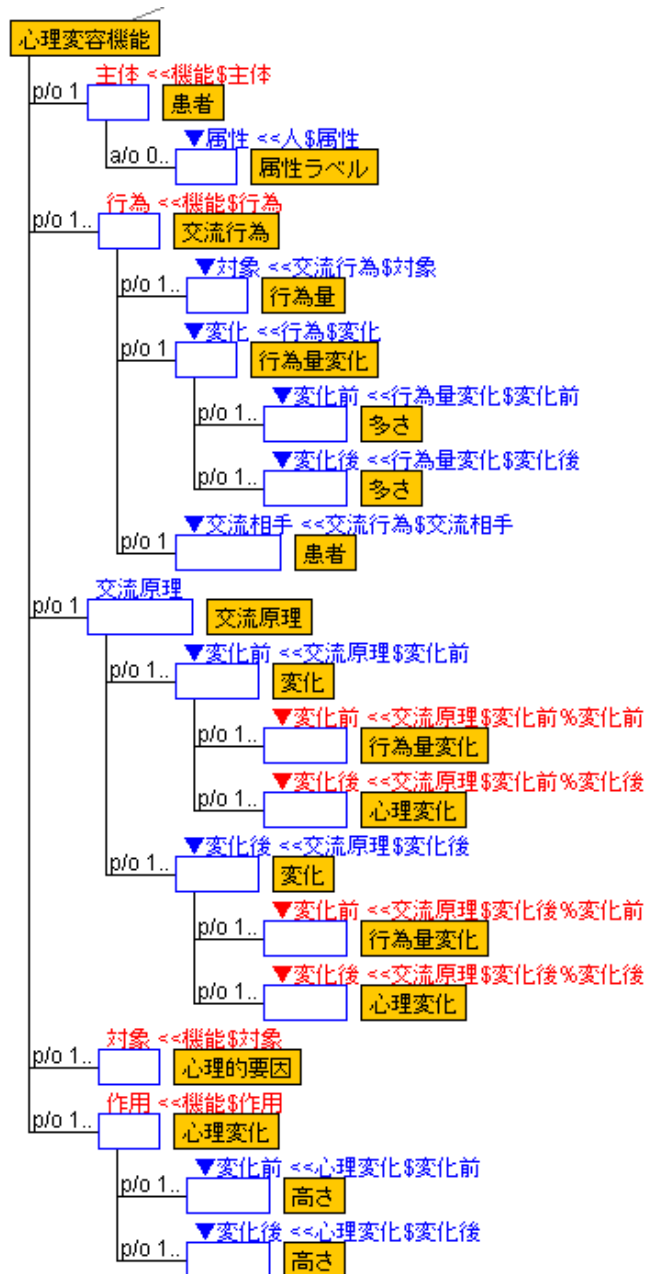 心理変容機能
主体 <<機能$主体
p/o 1
患者
▼属性 <<人$属性
a/o 0..
属性ラベル
行為 <<機能$行為
p/o 1..
交流行為
▼対象 <<交流行為$対象
p/o 1..
行為量
▼変化 <<行為$変化
p/o 1
行為量変化
▼変化前 <<行為量変化$変化前
p/o 1..
多さ
▼変化後 <<行為量変化$変化後
p/o 1..
多さ
▼交流相手 <<交流行為$交流相手
p/o 1
患者
交流原理
p/o 1
交流原理
▼変化前 <<交流原理$変化前
p/o 1..
変化
▼変化前 <<交流原理$変化前%変化前
p/o 1..
行為量変化
▼変化後 <<交流原理$変化前%変化後
p/o 1..
心理変化
▼変化後 <<交流原理$変化後
p/o 1..
変化
▼変化前 <<交流原理$変化後%変化前
p/o 1..
行為量変化
▼変化後 <<交流原理$変化後%変化後
p/o 1..
心理変化
対象 <<機能$対象
p/o 1..
心理的要因
作用 <<機能$作用
p/o 1..
心理変化
▼変化前 <<心理変化$変化前
p/o 1..
高さ
▼変化後 <<心理変化$変化後
p/o 1..
高さ